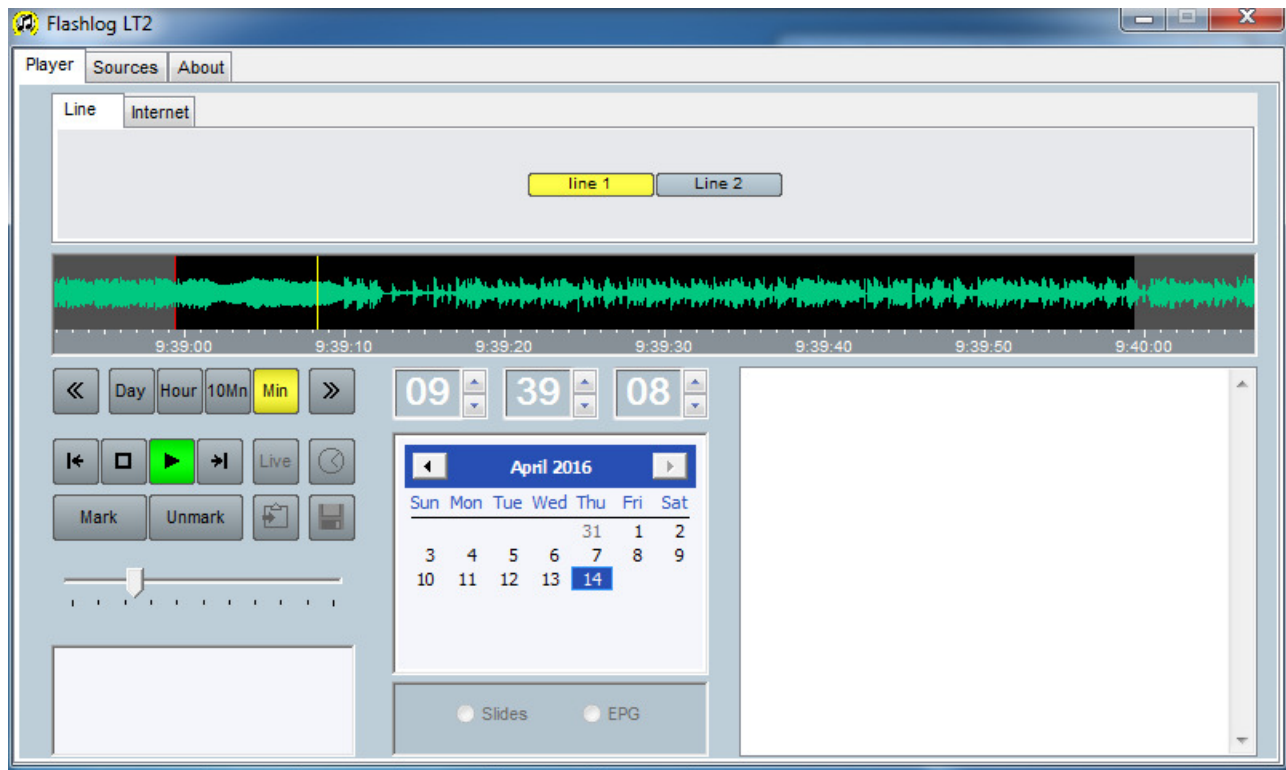 Flashlog LT2
Player Sources About
Line Internet
line 1 Line 2
9:39:00 9:39:10 9:39:20 9:39:30 9:39:40 9:39:50 9:40:00
Day Hour 10Mn Min
09 39 08
Live
Mark Unmark
April 2016
Sun Mon Tue Wed Thu Fri Sat
31 1 2
3 4 5 6 7 8 9
10 11 12 13 14
Slides EPG